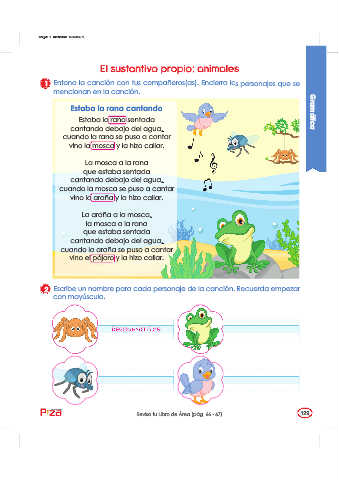 El sustantivo propio: animales
1 Entona la canción con tus compañeros(as). Encierra los personajes que se
mencionan en la canción.
Estaba la rana cantando
Estaba la rana sentada
cantando debajo del agua,
cuando la rana se puso a cantar
vino la mosca y la hizo callar.
La mosca a la rana
que estaba sentada
cantando debajo del agua,
cuando la mosca se puso a cantar
vino la araña y la hizo callar.
La araña a la mosca,
la mosca a la rana
que estaba sentada
cantando debajo del agua,
cuando la araña se puso a cantar
vino el pájaro y la hizo callar.
Gramática
2 Escribe un nombre para cada personaje de la canción. Recuerda empezar
con mayúscula.
Revisa tu Libro de Área (pág. 66 - 67)